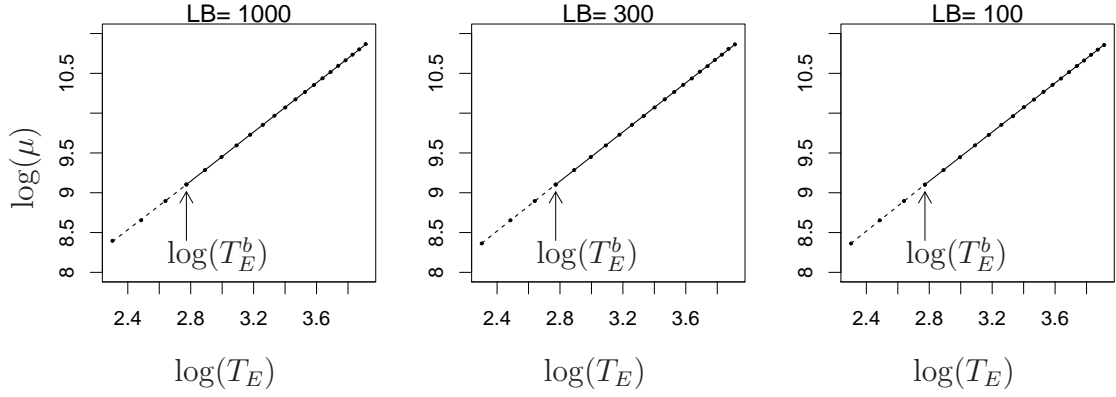 LB= 1000 LB= 300 LB= 100
log(μ)
10.5 9.5 9 8.5 8
10.5 9.5 9 8.5 8
10.5 9.5 9 8.5 8
log(T_E^b) log(T_E^b) log(T_E^b)
2.4 2.8 3.2 3.6 2.4 2.8 3.2 3.6 2.4 2.8 3.2 3.6
log(T_E) log(T_E) log(T_E)